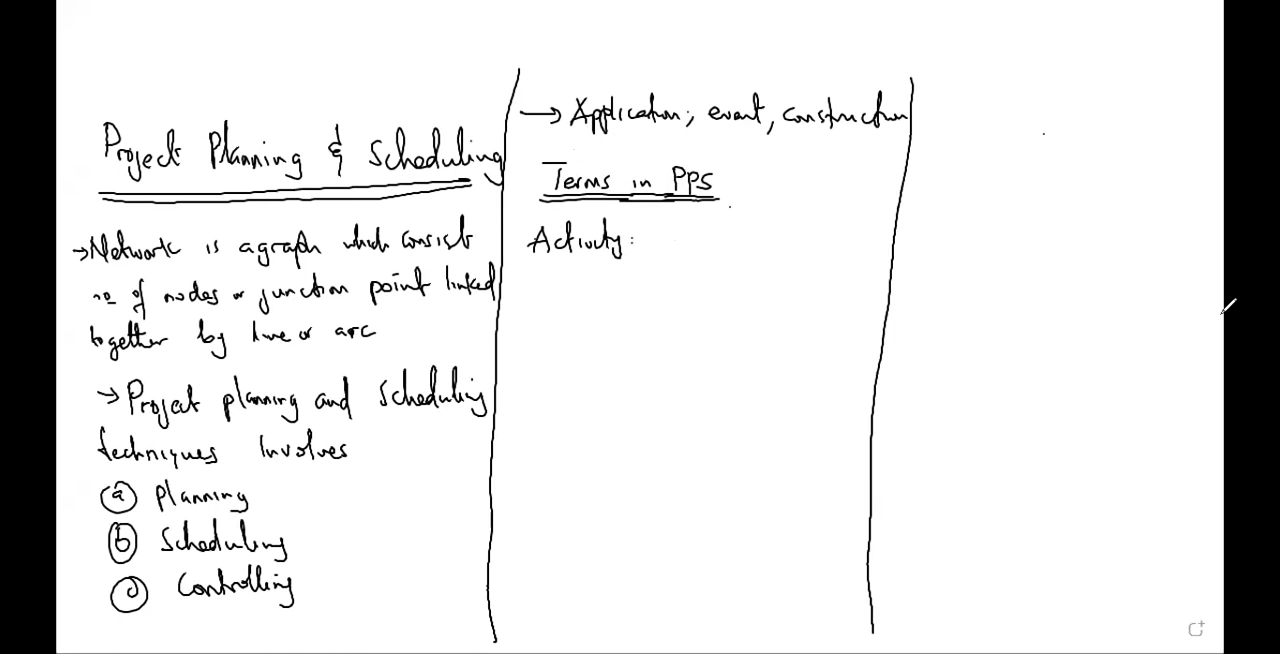 Project Planning & Scheduling
→ Network is a graph which consist
no of nodes or junction point linked
together by line or arc
→ Project planning and Scheduling
techniques involves
(a) Planning
(b) Scheduling
(c) Controlling
→ Application; event, construction
Terms in PPS
Activity: